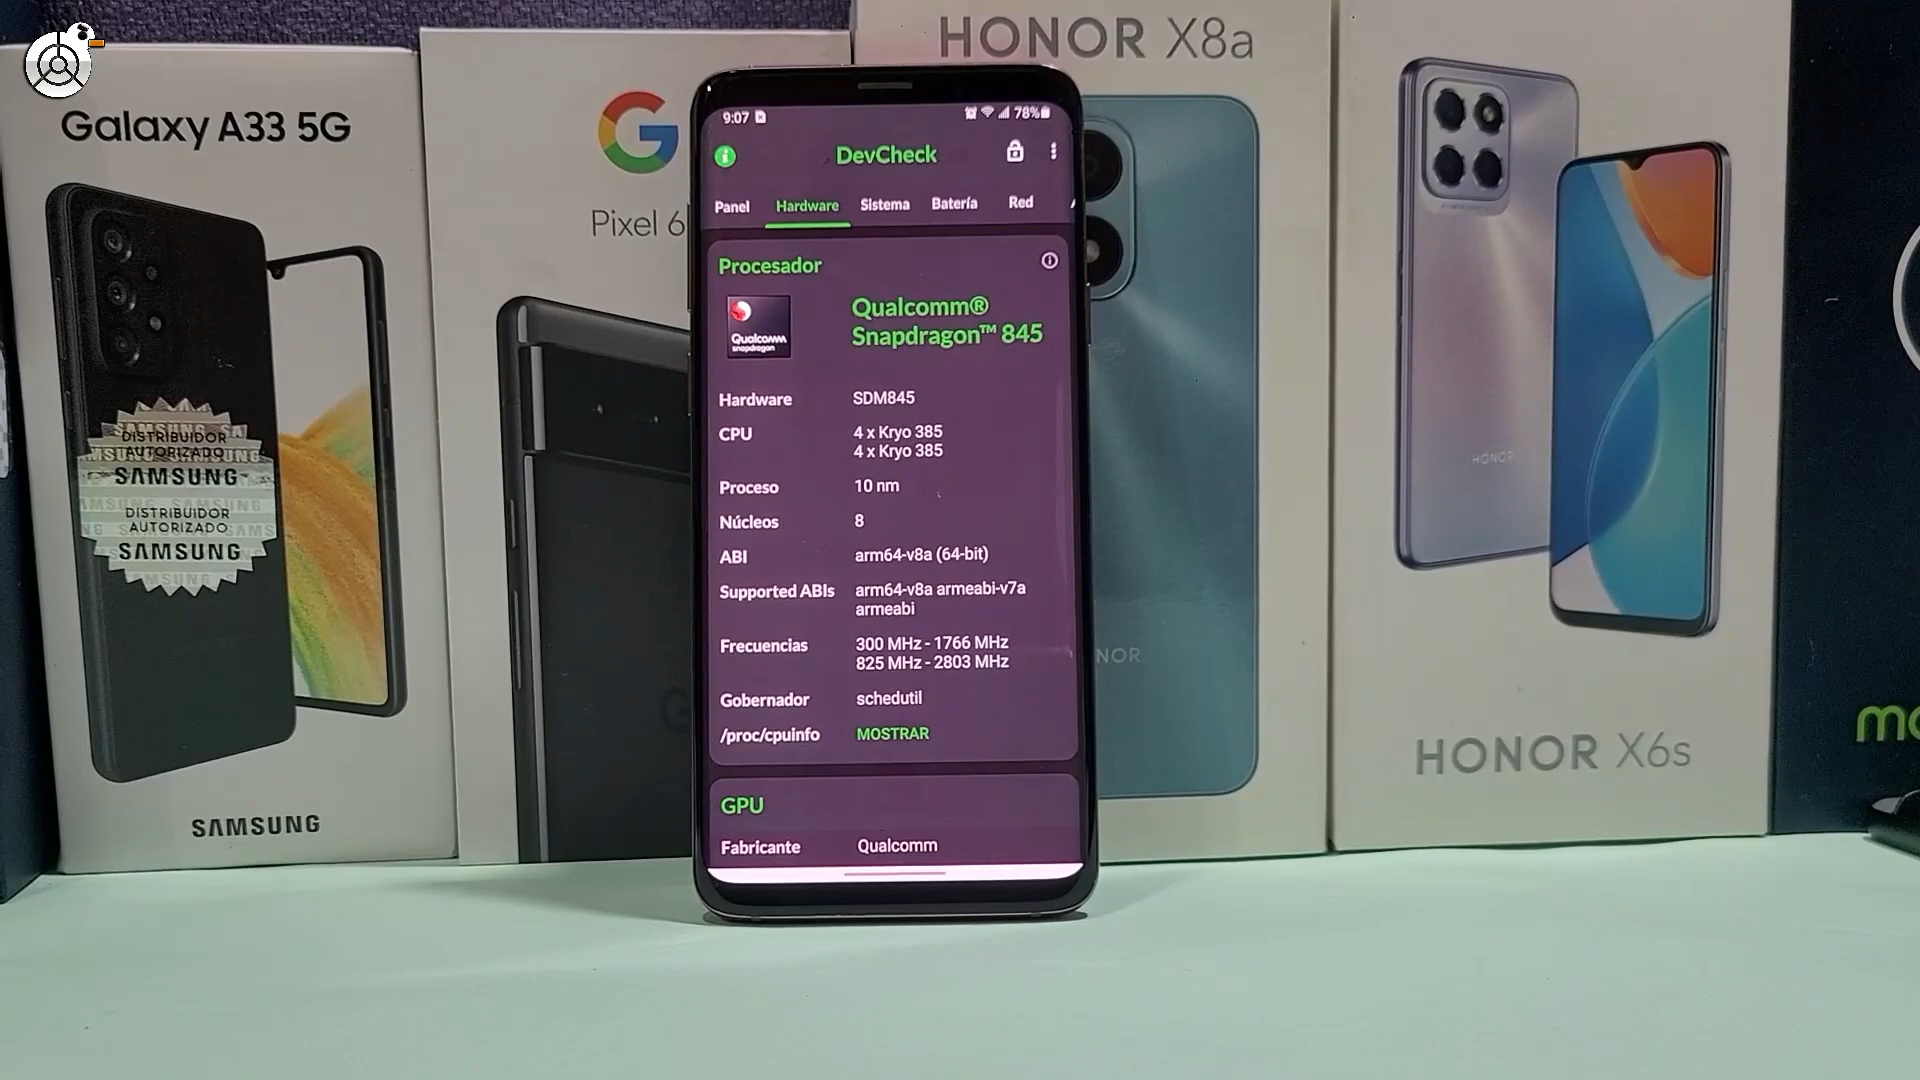 Galaxy A33 5G
DISTRIBUIDOR
AUTORIZADO
SAMSUNG
DISTRIBUIDOR
AUTORIZADO
SAMSUNG
SAMSUNG
G
Pixel 6
9:07
78%
DevCheck
Panel
Hardware
Sistema
Batería
Red
Procesador
Qualcomm
snapdragon
Qualcomm®
Snapdragon™ 845
Hardware
SDM845
CPU
4 x Kryo 385
4 x Kryo 385
Proceso
10 nm
Núcleos
8
ABI
arm64-v8a (64-bit)
Supported ABIs
arm64-v8a armeabi-v7a
armeabi
Frecuencias
300 MHz - 1766 MHz
825 MHz - 2803 MHz
Gobernador
schedutil
/proc/cpuinfo
MOSTRAR
GPU
Fabricante
Qualcomm
HONOR X8a
NOR
HONOR
HONOR X6s
mo